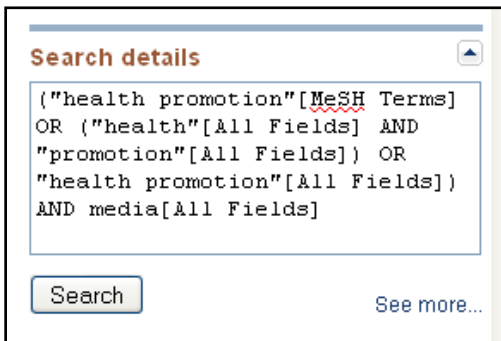 Search details
("health promotion"[MeSH Terms]
OR ("health"[All Fields] AND
"promotion"[All Fields]) OR
"health promotion"[All Fields])
AND media[All Fields]
Search
See more...